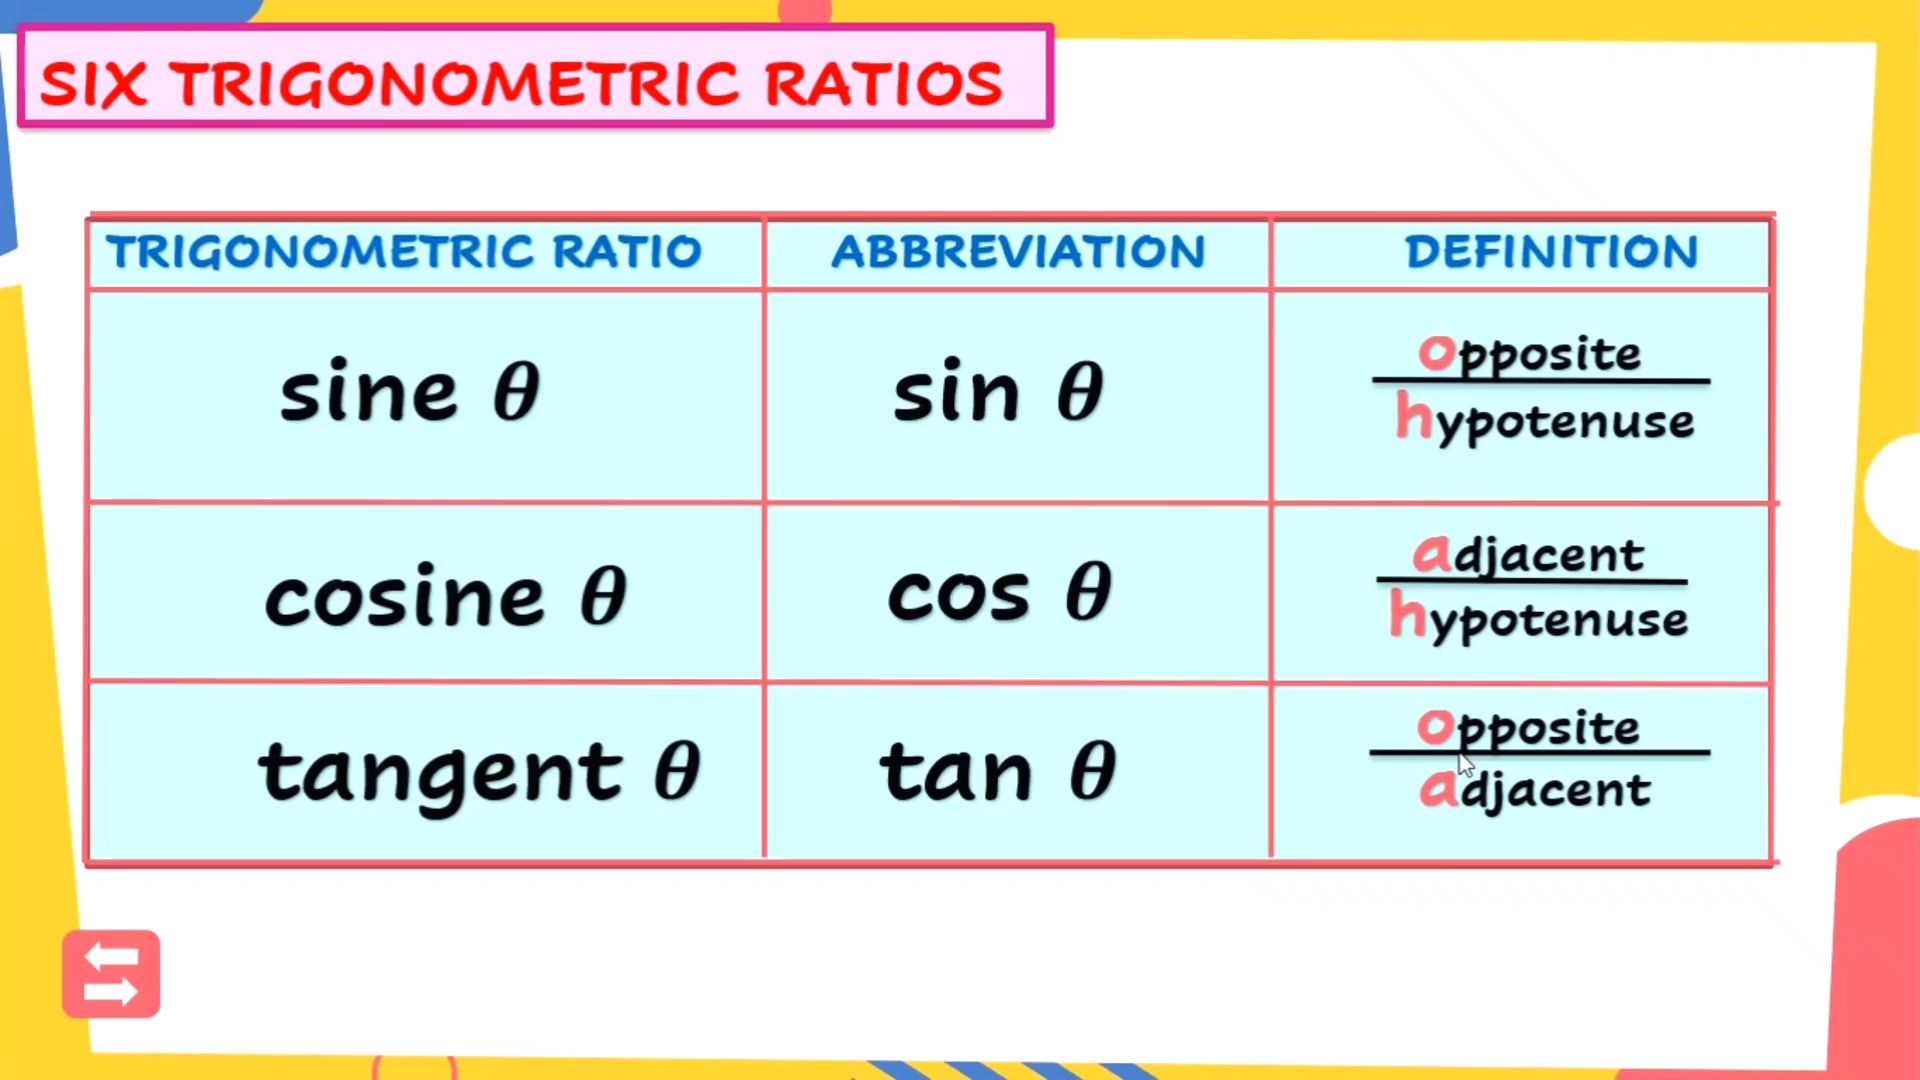 SIX TRIGONOMETRIC RATIOS
TRIGONOMETRIC RATIO ABBREVIATION DEFINITION
sine θ sin θ opposite
hypotenuse
cosine θ cos θ adjacent
hypotenuse
tangent θ tan θ opposite
adjacent